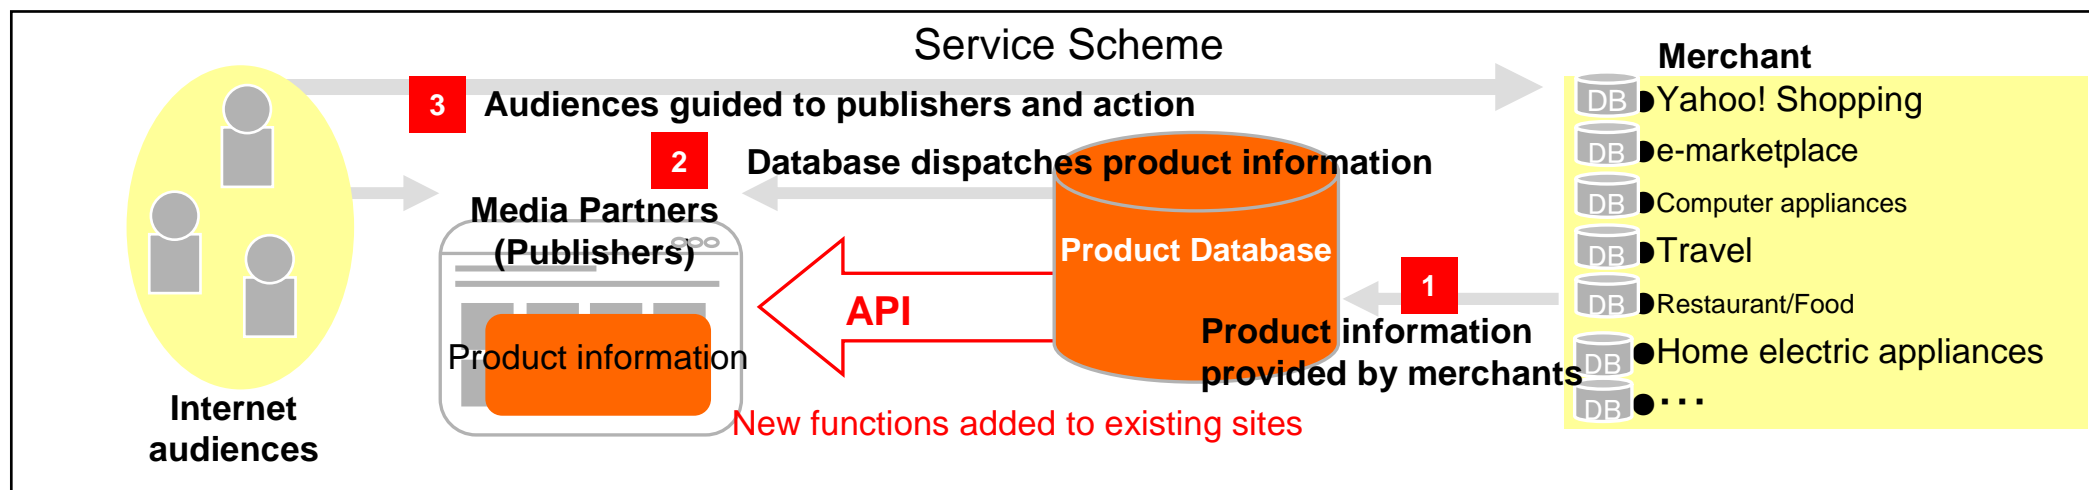 Service Scheme
3 Audiences guided to publishers and action
2 Database dispatches product information
Media Partners
(Publishers)
Product information
API
Product Database
1
Product information
provided by merchants
New functions added to existing sites
Internet
audiences
Merchant
DB ●Yahoo! Shopping
DB ●e-marketplace
DB ●Computer appliances
DB ●Travel
DB ●Restaurant/Food
DB ●Home electric appliances
DB ●･･･